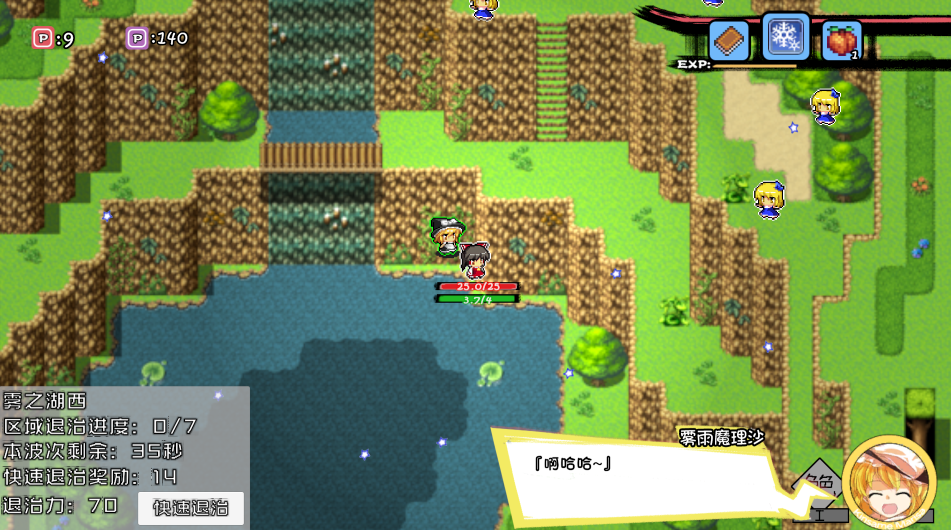 P:9
P:140
1
EXP:
25.0/25
3.2/4
雾之湖西
区域退治进度: 0/7
本波次剩余: 35秒
快速退治奖励: 14
退治力: 70
快速退治
雾雨魔理沙
『啊哈哈~』